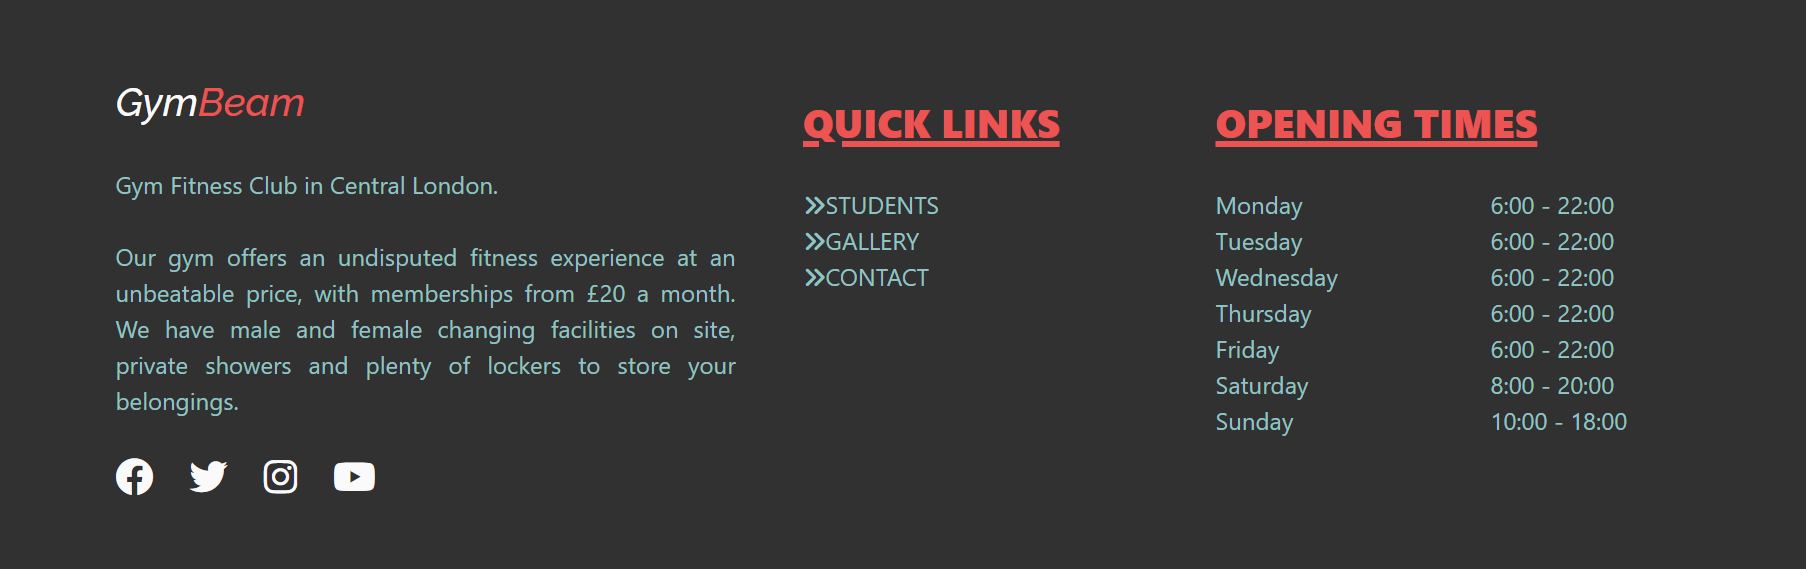 GymBeam
Gym Fitness Club in Central London.
Our gym offers an undisputed fitness experience at an
unbeatable price, with memberships from £20 a month.
We have male and female changing facilities on site,
private showers and plenty of lockers to store your
belongings.
QUICK LINKS
STUDENTS
GALLERY
CONTACT
OPENING TIMES
Monday 6:00 - 22:00
Tuesday 6:00 - 22:00
Wednesday 6:00 - 22:00
Thursday 6:00 - 22:00
Friday 6:00 - 22:00
Saturday 8:00 - 20:00
Sunday 10:00 - 18:00